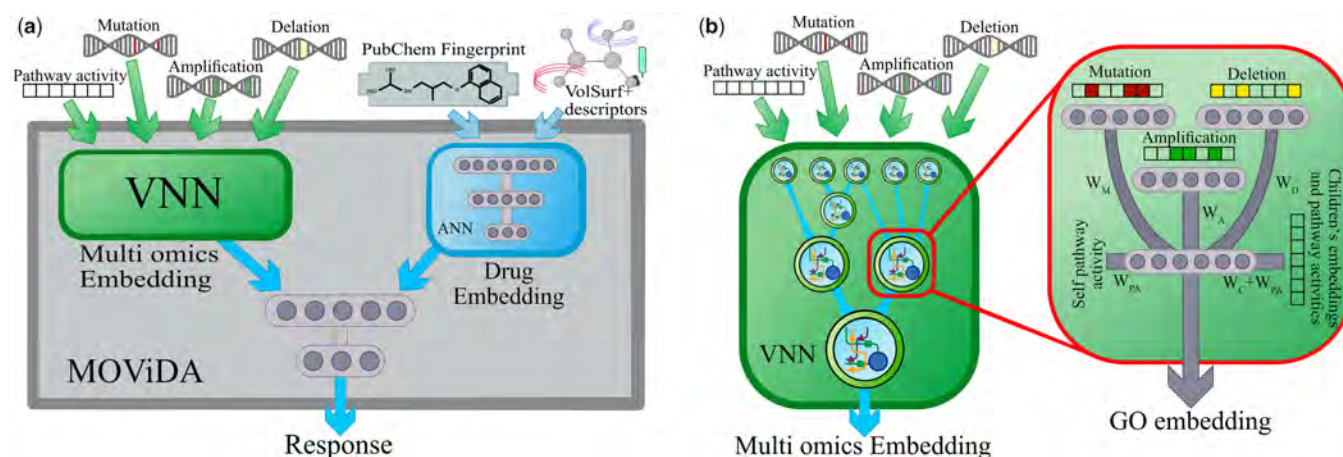 (a)
Mutation
Delation
PubChem Fingerprint
Pathway activity
Amplification
VolSurf+
descriptors
VNN
ANN
Multi omics
Embedding
Drug
Embedding
MOViDA
Response
(b)
Mutation
Deletion
Pathway activity
Amplification
VNN
Multi omics Embedding
Mutation
Deletion
Amplification
W_M
W_D
W_A
Self pathway
activity
W_PA
W_C+W_PA
Children's embeddings
and pathway activities
GO embedding